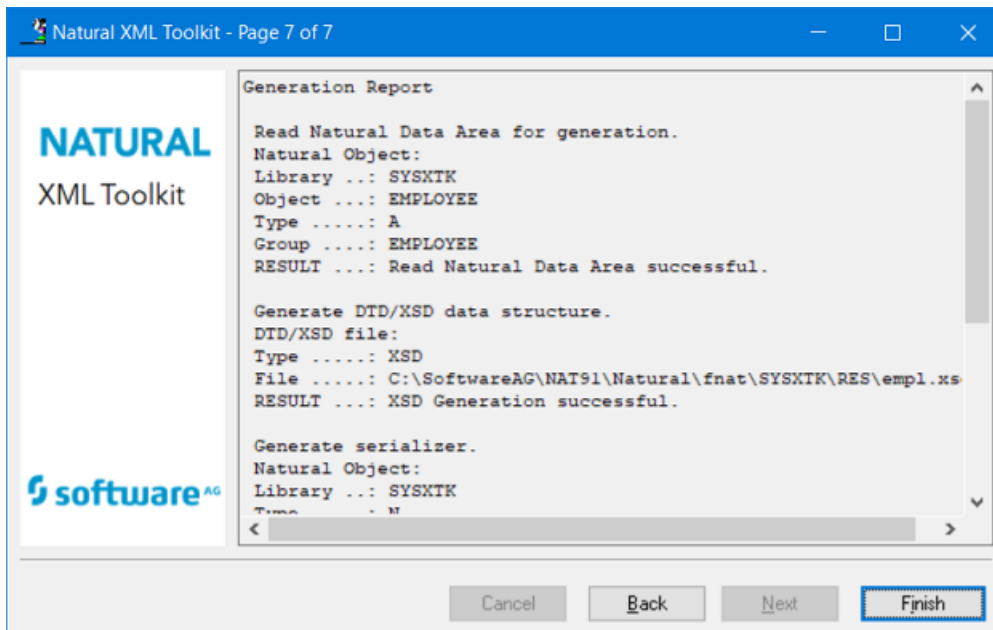 Natural XML Toolkit - Page 7 of 7
NATURAL
XML Toolkit
software AG
Generation Report
Read Natural Data Area for generation.
Natural Object:
Library ..: SYSXTK
Object ...: EMPLOYEE
Type .....: A
Group ....: EMPLOYEE
RESULT ...: Read Natural Data Area successful.
Generate DTD/XSD data structure.
DTD/XSD file:
Type .....: XSD
File .....: C:\SoftwareAG\NAT91\Natural\fnat\SYSXTK\RES\empl.xs
RESULT ...: XSD Generation successful.
Generate serializer.
Natural Object:
Library ..: SYSXTK
Type .....: N
Cancel
Back
Next
Finish